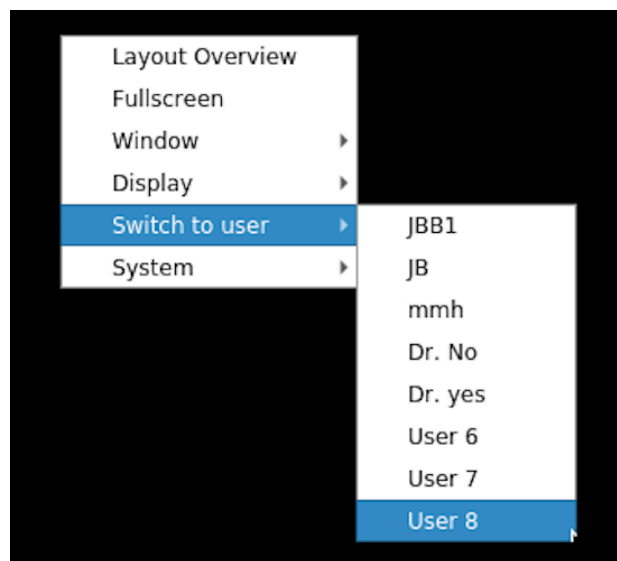 Layout Overview
Fullscreen
Window
Display
Switch to user
System
JBB1
JB
mmh
Dr. No
Dr. yes
User 6
User 7
User 8